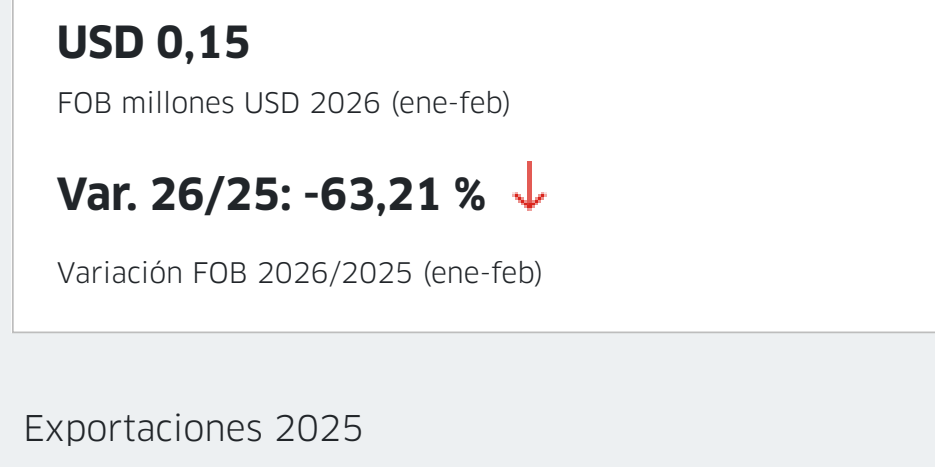 USD 0,15
FOB millones USD 2026 (ene-feb)
Var. 26/25: -63,21 %
Variación FOB 2026/2025 (ene-feb)
Exportaciones 2025